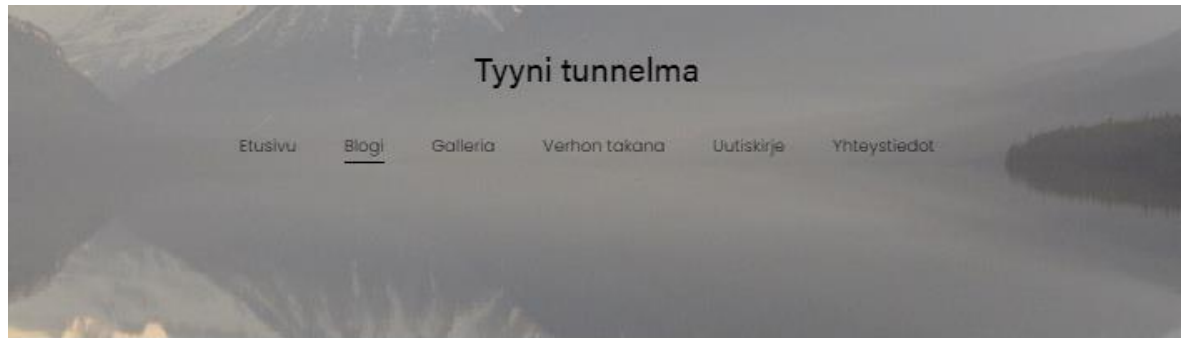 Tyyni tunnelma
Etusivu Blogi Galleria Verhon takana Uutiskirje Yhteystiedot